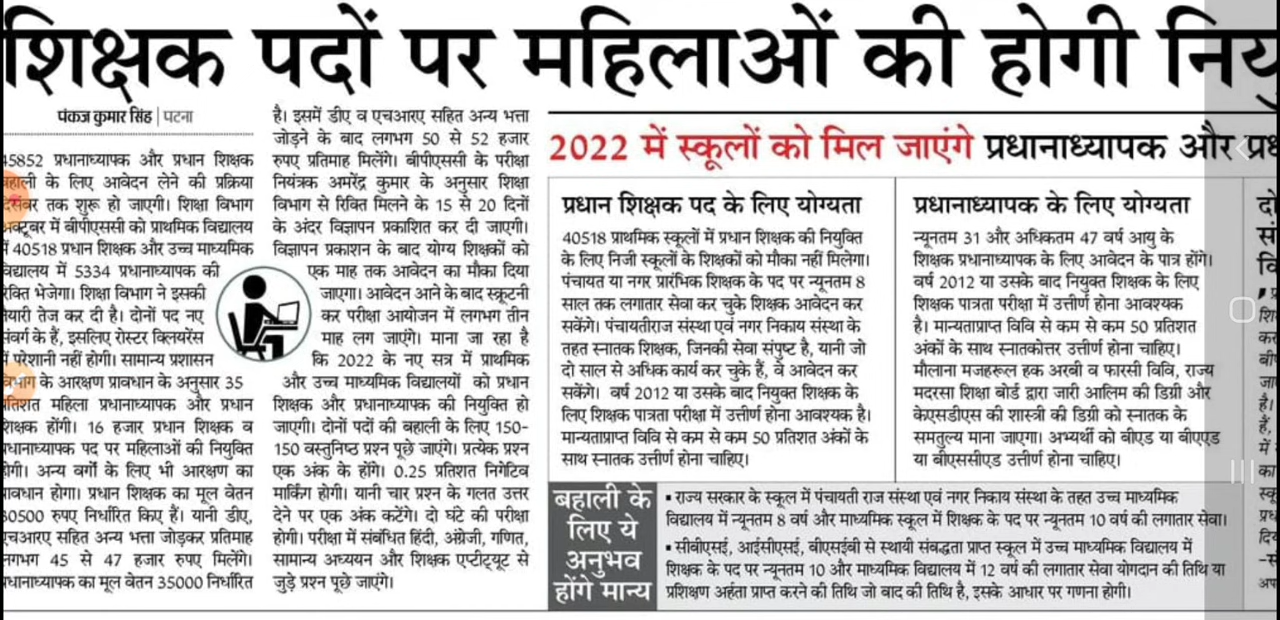 शिक्षक पदों पर महिलाओं की होगी
पंकज कुमार सिंह | पटना
45852 प्रधानाध्यापक और प्रधान शिक्षक
बहाली के लिए आवेदन लेने की प्रक्रिया
दिसंबर तक शुरू हो जाएगी। शिक्षा विभाग
अक्टूबर में बीपीएससी को प्राथमिक विद्यालय
में 40518 प्रधान शिक्षक और उच्च माध्यमिक
विद्यालय में 5334 प्रधानाध्यापक की
रिक्ति भेजेगा। शिक्षा विभाग ने इसकी
तैयारी तेज कर दी है। दोनों पद नए
संवर्ग के हैं, इसलिए रोस्टर क्लियरेंस
में परेशानी नहीं होगी। सामान्य प्रशासन
विभाग के आरक्षण प्रावधान के अनुसार 35
प्रतिशत महिला प्रधानाध्यापक और प्रधान
शिक्षक होंगी। 16 हजार प्रधान शिक्षक व
प्रधानाध्यापक पद पर महिलाओं की नियुक्ति
होगी। अन्य वर्गों के लिए भी आरक्षण का
प्रावधान होगा। प्रधान शिक्षक का मूल वेतन
30500 रुपए निर्धारित किए हैं। यानी डीए,
एचआरए सहित अन्य भत्ता जोड़कर प्रतिमाह
लगभग 45 से 47 हजार रुपए मिलेंगे।
प्रधानाध्यापक का मूल वेतन 35000 निर्धारित
है। इसमें डीए व एचआरए सहित अन्य भत्ता
जोड़ने के बाद लगभग 50 से 52 हजार
रुपए प्रतिमाह मिलेंगे। बीपीएससी के परीक्षा
नियंत्रक अमरेंद्र कुमार के अनुसार शिक्षा
विभाग से रिक्ति मिलने के 15 से 20 दिनों
के अंदर विज्ञापन प्रकाशित कर दी जाएगी।
विज्ञापन प्रकाशन के बाद योग्य शिक्षकों को
एक माह तक आवेदन का मौका दिया
जाएगा। आवेदन आने के बाद स्क्रूटनी
कर परीक्षा आयोजन में लगभग तीन
माह लग जाएंगे। माना जा रहा है
कि 2022 के नए सत्र में प्राथमिक
और उच्च माध्यमिक विद्यालयों को प्रधान
शिक्षक और प्रधानाध्यापक की नियुक्ति हो
जाएगी। दोनों पदों की बहाली के लिए 150-
150 वस्तुनिष्ठ प्रश्न पूछे जाएंगे। प्रत्येक प्रश्न
एक अंक के होंगे। 0.25 प्रतिशत निगेटिव
मार्किंग होगी। यानी चार प्रश्न के गलत उत्तर
देने पर एक अंक कटेंगे। दो घंटे की परीक्षा
होगी। परीक्षा में संबंधित हिंदी, अंग्रेजी, गणित,
सामान्य अध्ययन और शिक्षक एप्टीट्यूट से
जुड़े प्रश्न पूछे जाएंगे।
2022 में स्कूलों को मिल जाएंगे प्रधानाध्यापक और
प्रधान शिक्षक पद के लिए योग्यता
40518 प्राथमिक स्कूलों में प्रधान शिक्षक की नियुक्ति
के लिए निजी स्कूलों के शिक्षकों को मौका नहीं मिलेगा।
पंचायत या नगर प्रारंभिक शिक्षक के पद पर न्यूनतम 8
साल तक लगातार सेवा कर चुके शिक्षक आवेदन कर
सकेंगे। पंचायतीराज संस्था एवं नगर निकाय संस्था के
तहत स्नातक शिक्षक, जिनकी सेवा संपुष्ट है, यानी जो
दो साल से अधिक कार्य कर चुके हैं, वे आवेदन कर
सकेंगे। वर्ष 2012 या उसके बाद नियुक्त शिक्षक के
लिए शिक्षक पात्रता परीक्षा में उत्तीर्ण होना आवश्यक है।
मान्यताप्राप्त विवि से कम से कम 50 प्रतिशत अंकों के
साथ स्नातक उत्तीर्ण होना चाहिए।
प्रधानाध्यापक के लिए योग्यता
न्यूनतम 31 और अधिकतम 47 वर्ष आयु के
शिक्षक प्रधानाध्यापक के लिए आवेदन के पात्र होंगे।
वर्ष 2012 या उसके बाद नियुक्त शिक्षक के लिए
शिक्षक पात्रता परीक्षा में उत्तीर्ण होना आवश्यक
है। मान्यताप्राप्त विवि से कम से कम 50 प्रतिशत
अंकों के साथ स्नातकोत्तर उत्तीर्ण होना चाहिए।
मौलाना मजहरूल हक अरबी व फारसी विवि, राज्य
मदरसा शिक्षा बोर्ड द्वारा जारी आलिम की डिग्री और
केएसडीएस की शास्त्री की डिग्री को स्नातक के
समतुल्य माना जाएगा। अभ्यर्थी को बीएड या बीएएड
या बीएससीएड उत्तीर्ण होना चाहिए।
बहाली के
लिए ये
अनुभव
होंगे मान्य
▪ राज्य सरकार के स्कूल में पंचायती राज संस्था एवं नगर निकाय संस्था के तहत उच्च माध्यमिक
विद्यालय में न्यूनतम 8 वर्ष और माध्यमिक स्कूल में शिक्षक के पद पर न्यूनतम 10 वर्ष की लगातार सेवा।
▪ सीबीएसई, आईसीएसई, बीएसईबी से स्थायी संबद्धता प्राप्त स्कूल में उच्च माध्यमिक विद्यालय में
शिक्षक के पद पर न्यूनतम 10 और माध्यमिक विद्यालय में 12 वर्ष की लगातार सेवा योगदान की तिथि या
प्रशिक्षण अर्हता प्राप्त करने की तिथि जो बाद की तिथि है, इसके आधार पर गणना होगी।